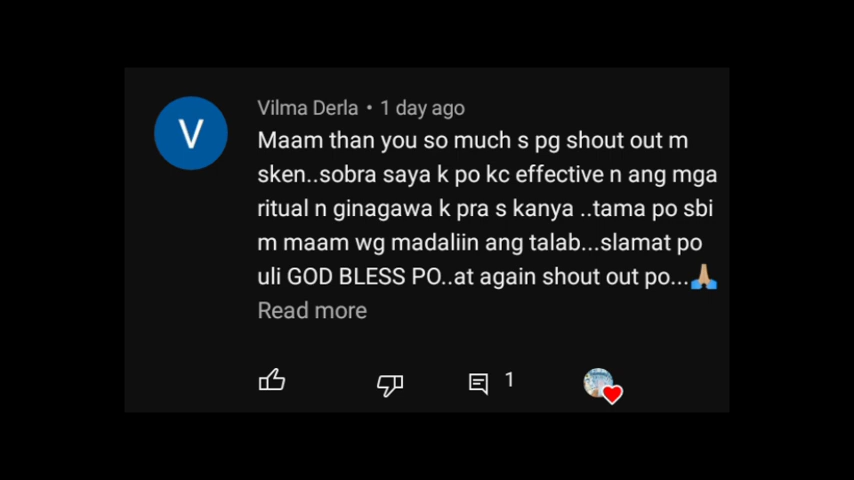 V
Vilma Derla • 1 day ago
Maam than you so much s pg shout out m
sken..sobra saya k po kc effective n ang mga
ritual n ginagawa k pra s kanya ..tama po sbi
m maam wg madaliin ang talab...slamat po
uli GOD BLESS PO..at again shout out po...🙏
Read more
1